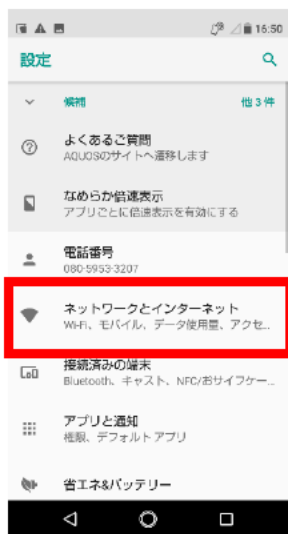 16:50
設定
候補 他 3 件
よくあるご質問
AQUOSのサイトへ遷移します
なめらか倍速表示
アプリごとに倍速表示を有効にする
電話番号
080-5953-3207
ネットワークとインターネット
Wi-Fi、モバイル、データ使用量、アクセ...
接続済みの端末
Bluetooth、キャスト、NFC/おサイフケー...
アプリと通知
権限、デフォルト アプリ
省エネ&バッテリー